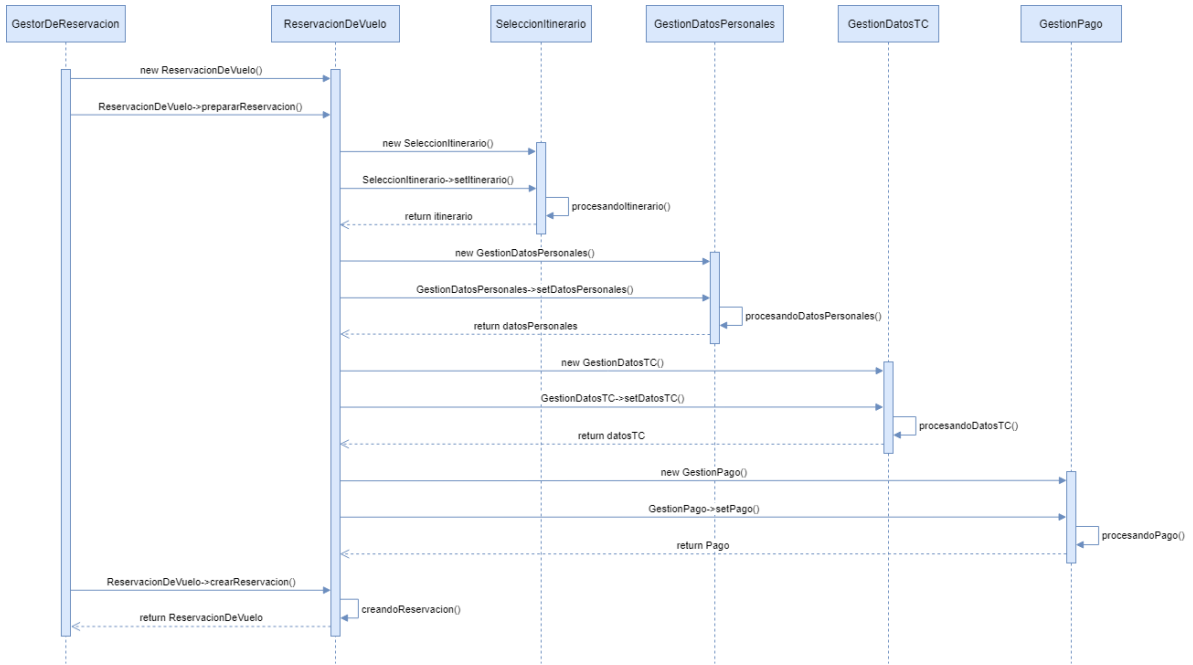 GestorDeReservacion
ReservacionDeVuelo
SeleccionItinerario
GestionDatosPersonales
GestionDatosTC
GestionPago
new ReservacionDeVuelo()
ReservacionDeVuelo->prepararReservacion()
new SeleccionItinerario()
SeleccionItinerario->setItinerario()
procesandoItinerario()
return itinerario
new GestionDatosPersonales()
GestionDatosPersonales->setDatosPersonales()
procesandoDatosPersonales()
return datosPersonales
new GestionDatosTC()
GestionDatosTC->setDatosTC()
procesandoDatosTC()
return datosTC
new GestionPago()
GestionPago->setPago()
procesandoPago()
return Pago
ReservacionDeVuelo->crearReservacion()
creandoReservacion()
return ReservacionDeVuelo